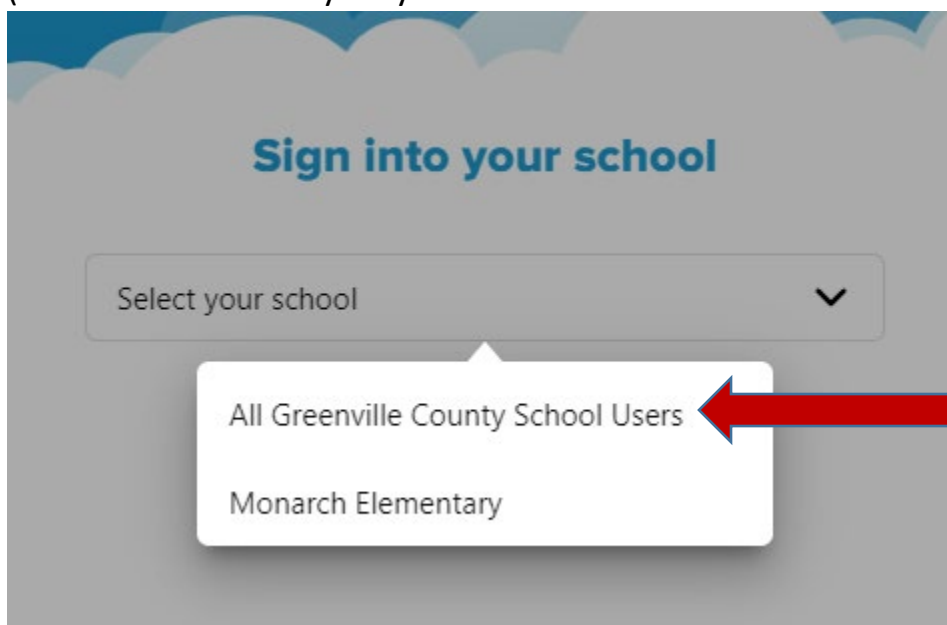 Sign into your school
Select your school
All Greenville County School Users
Monarch Elementary